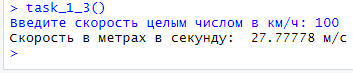 > task_1_3()
Введите скорость целым числом в км/ч: 100
Скорость в метрах в секунду:  27.77778 м/с
>